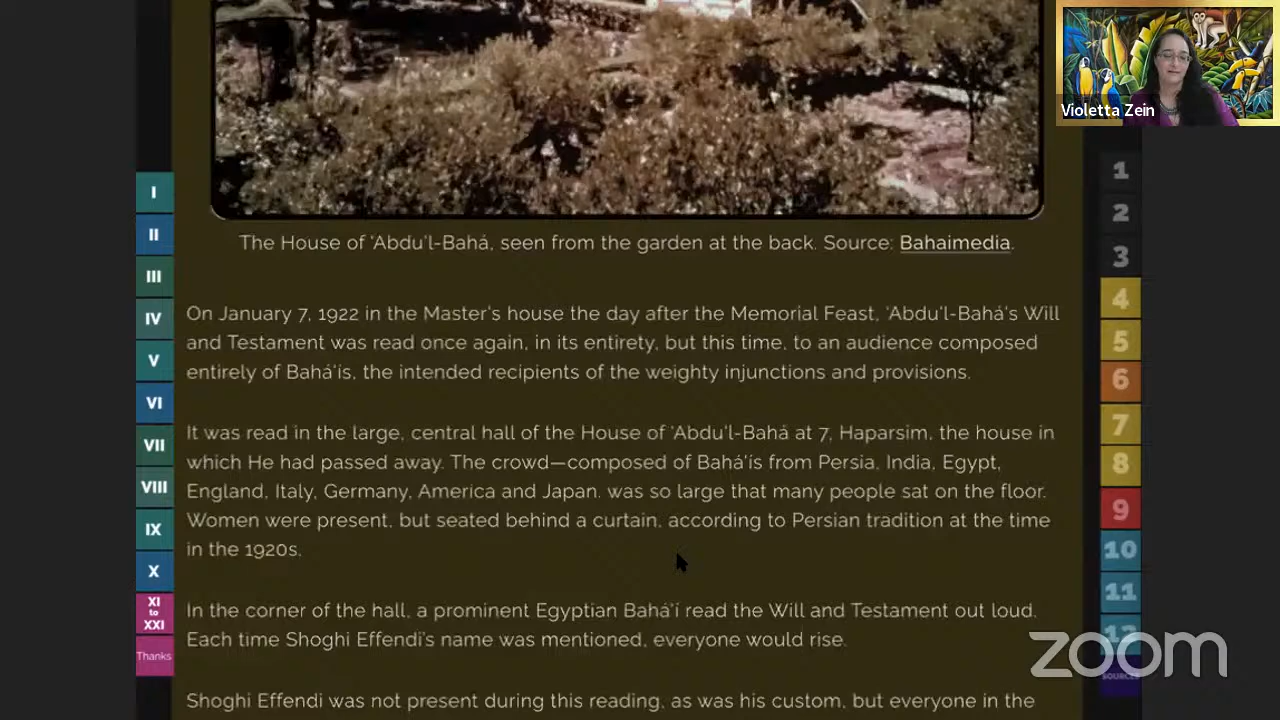 Violetta Zein
I
II
III
IV
V
VI
VII
VIII
IX
X
XI
to
XXI
Thanks
The House of ‘Abdu’l-Bahá, seen from the garden at the back. Source: Bahaimedia.
On January 7, 1922 in the Master’s house the day after the Memorial Feast, ‘Abdu’l-Bahá’s Will
and Testament was read once again, in its entirety, but this time, to an audience composed
entirely of Bahá’ís, the intended recipients of the weighty injunctions and provisions.
It was read in the large, central hall of the House of ‘Abdu’l-Bahá at 7, Haparsim, the house in
which He had passed away. The crowd—composed of Bahá’ís from Persia, India, Egypt,
England, Italy, Germany, America and Japan. was so large that many people sat on the floor.
Women were present, but seated behind a curtain, according to Persian tradition at the time
in the 1920s.
In the corner of the hall, a prominent Egyptian Bahá’í read the Will and Testament out loud.
Each time Shoghi Effendi’s name was mentioned, everyone would rise.
Shoghi Effendi was not present during this reading, as was his custom, but everyone in the
1
2
3
4
5
6
7
8
9
10
11
12
SOURCES
zoom